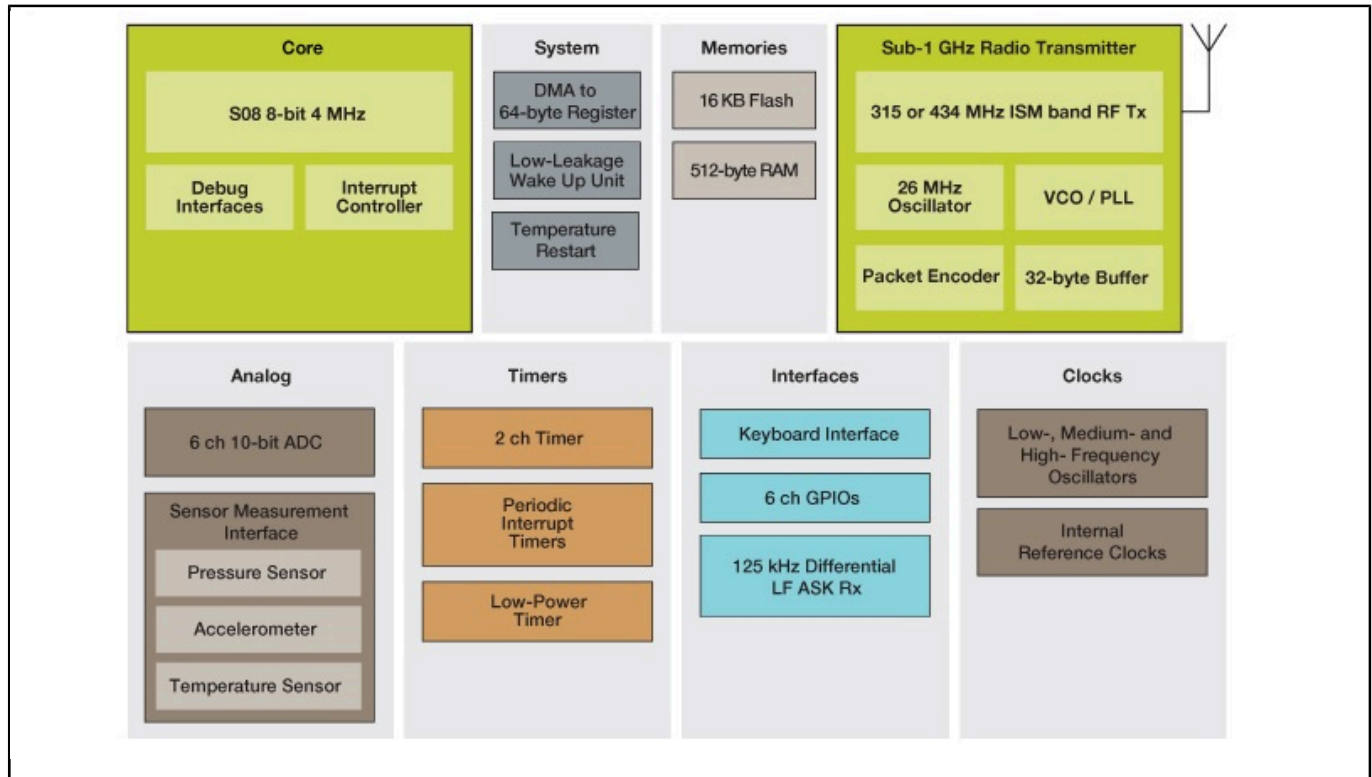 Core
S08 8-bit 4 MHz
Debug
Interfaces
Interrupt
Controller
System
DMA to
64-byte Register
Low-Leakage
Wake Up Unit
Temperature
Restart
Memories
16 KB Flash
512-byte RAM
Sub-1 GHz Radio Transmitter
315 or 434 MHz ISM band RF Tx
26 MHz
Oscillator
VCO / PLL
Packet Encoder
32-byte Buffer
Analog
6 ch 10-bit ADC
Sensor Measurement
Interface
Pressure Sensor
Accelerometer
Temperature Sensor
Timers
2 ch Timer
Periodic
Interrupt
Timers
Low-Power
Timer
Interfaces
Keyboard Interface
6 ch GPIOs
125 kHz Differential
LF ASK Rx
Clocks
Low-, Medium- and
High- Frequency
Oscillators
Internal
Reference Clocks